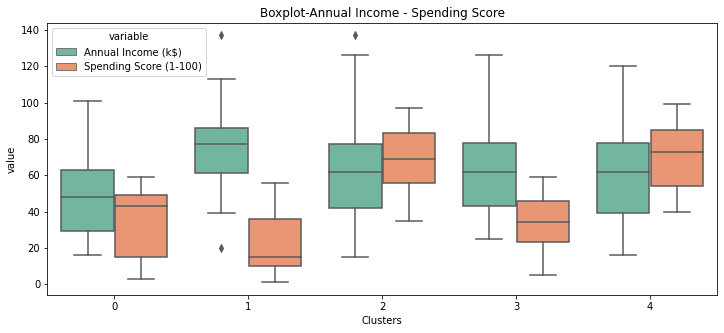 Boxplot-Annual Income - Spending Score
variable
Annual Income (k$)
Spending Score (1-100)
140
120
100
80
60
40
20
0
value
0 1 2 3 4
Clusters